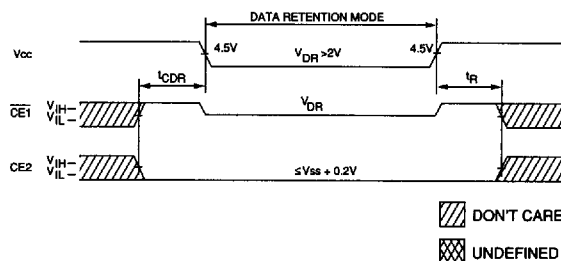 DATA RETENTION MODE
Vcc
4.5V
VDR>2V
4.5V
tCDR
tR
CE1
VIH
VIL
VDR
CE2
VIH
VIL
≤Vss + 0.2V
DON'T CARE
UNDEFINED